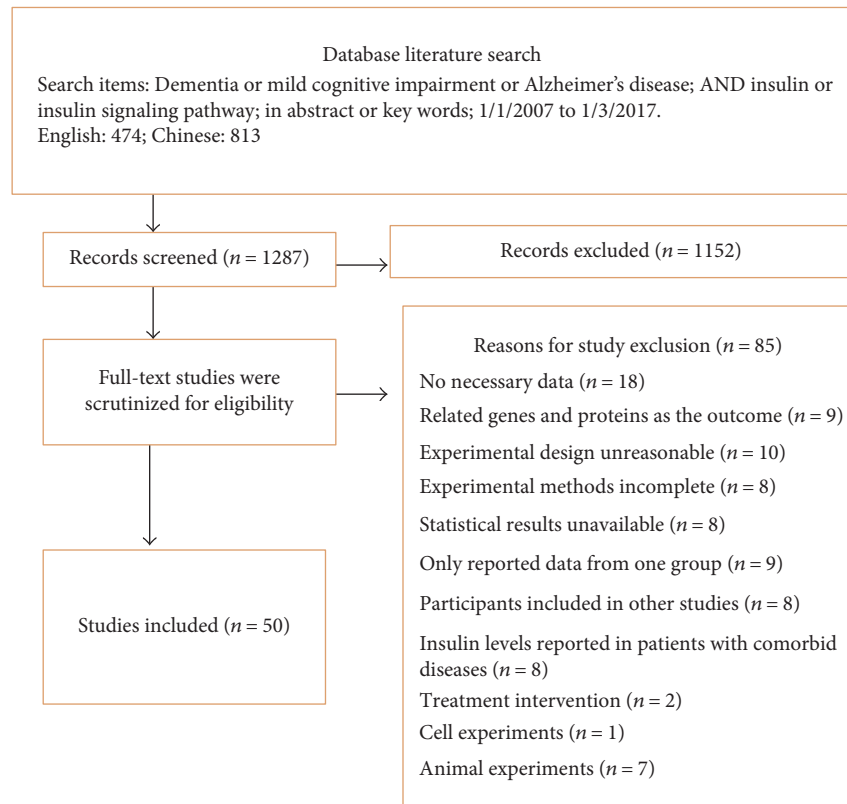 Database literature search
Search items: Dementia or mild cognitive impairment or Alzheimer's disease; AND insulin or
insulin signaling pathway; in abstract or key words; 1/1/2007 to 1/3/2017.
English: 474; Chinese: 813
Records screened (n = 1287)
Records excluded (n = 1152)
Full-text studies were
scrutinized for eligibility
Reasons for study exclusion (n = 85)
No necessary data (n = 18)
Related genes and proteins as the outcome (n = 9)
Experimental design unreasonable (n = 10)
Experimental methods incomplete (n = 8)
Statistical results unavailable (n = 8)
Only reported data from one group (n = 9)
Participants included in other studies (n = 8)
Insulin levels reported in patients with comorbid
diseases (n = 8)
Treatment intervention (n = 2)
Cell experiments (n = 1)
Animal experiments (n = 7)
Studies included (n = 50)